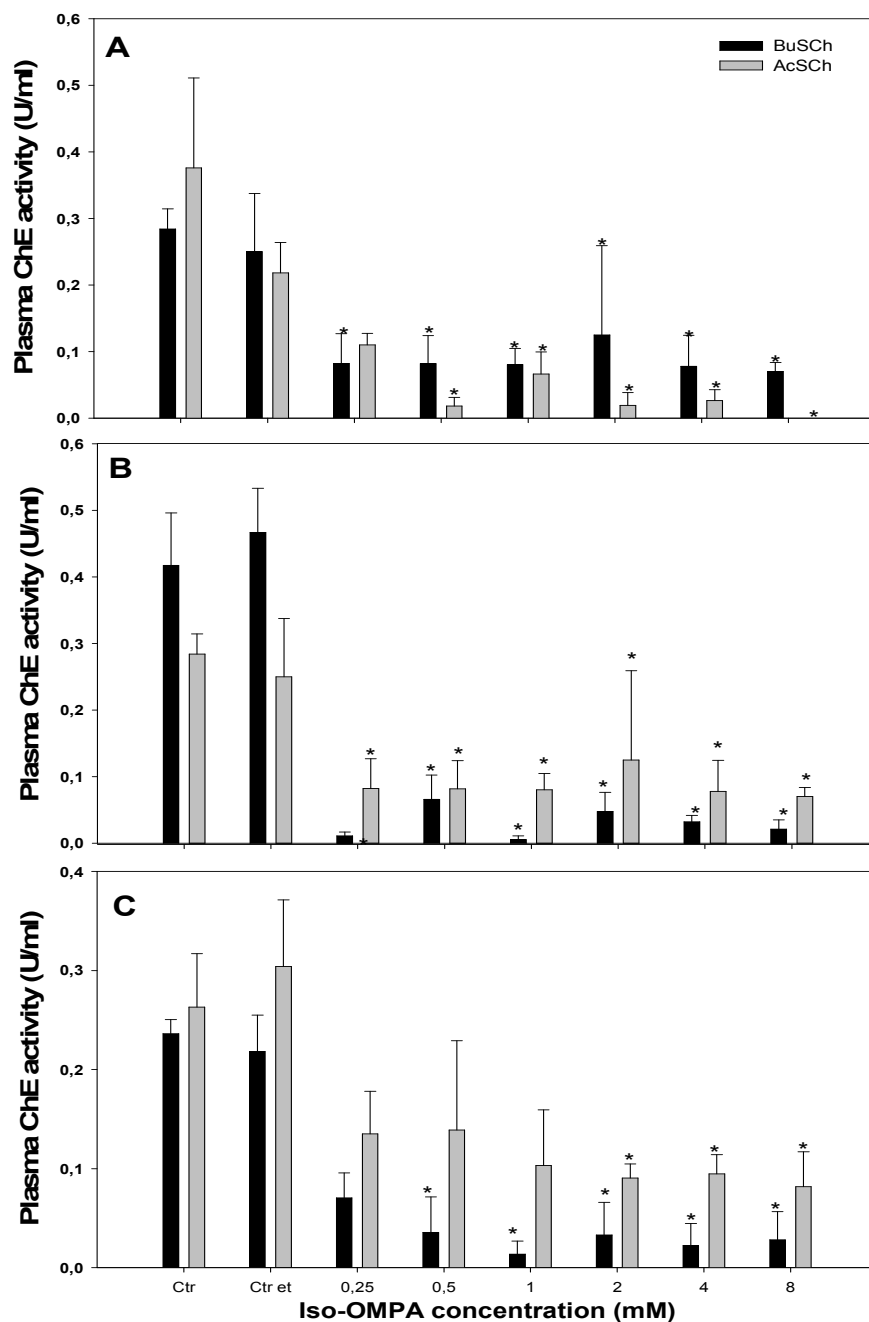 A
BuSCh
AcSCh
Plasma ChE activity (U/ml)
0,6
0,5
0,4
0,3
0,2
0,1
0,0
* * * * * *
* * * * *
B
Plasma ChE activity (U/ml)
0,6
0,5
0,4
0,3
0,2
0,1
0,0
* * * * * *
* * * * * *
C
Plasma ChE activity (U/ml)
0,4
0,3
0,2
0,1
0,0
* * * * *
* * *
Ctr Ctr et 0,25 0,5 1 2 4 8
Iso-OMPA concentration (mM)